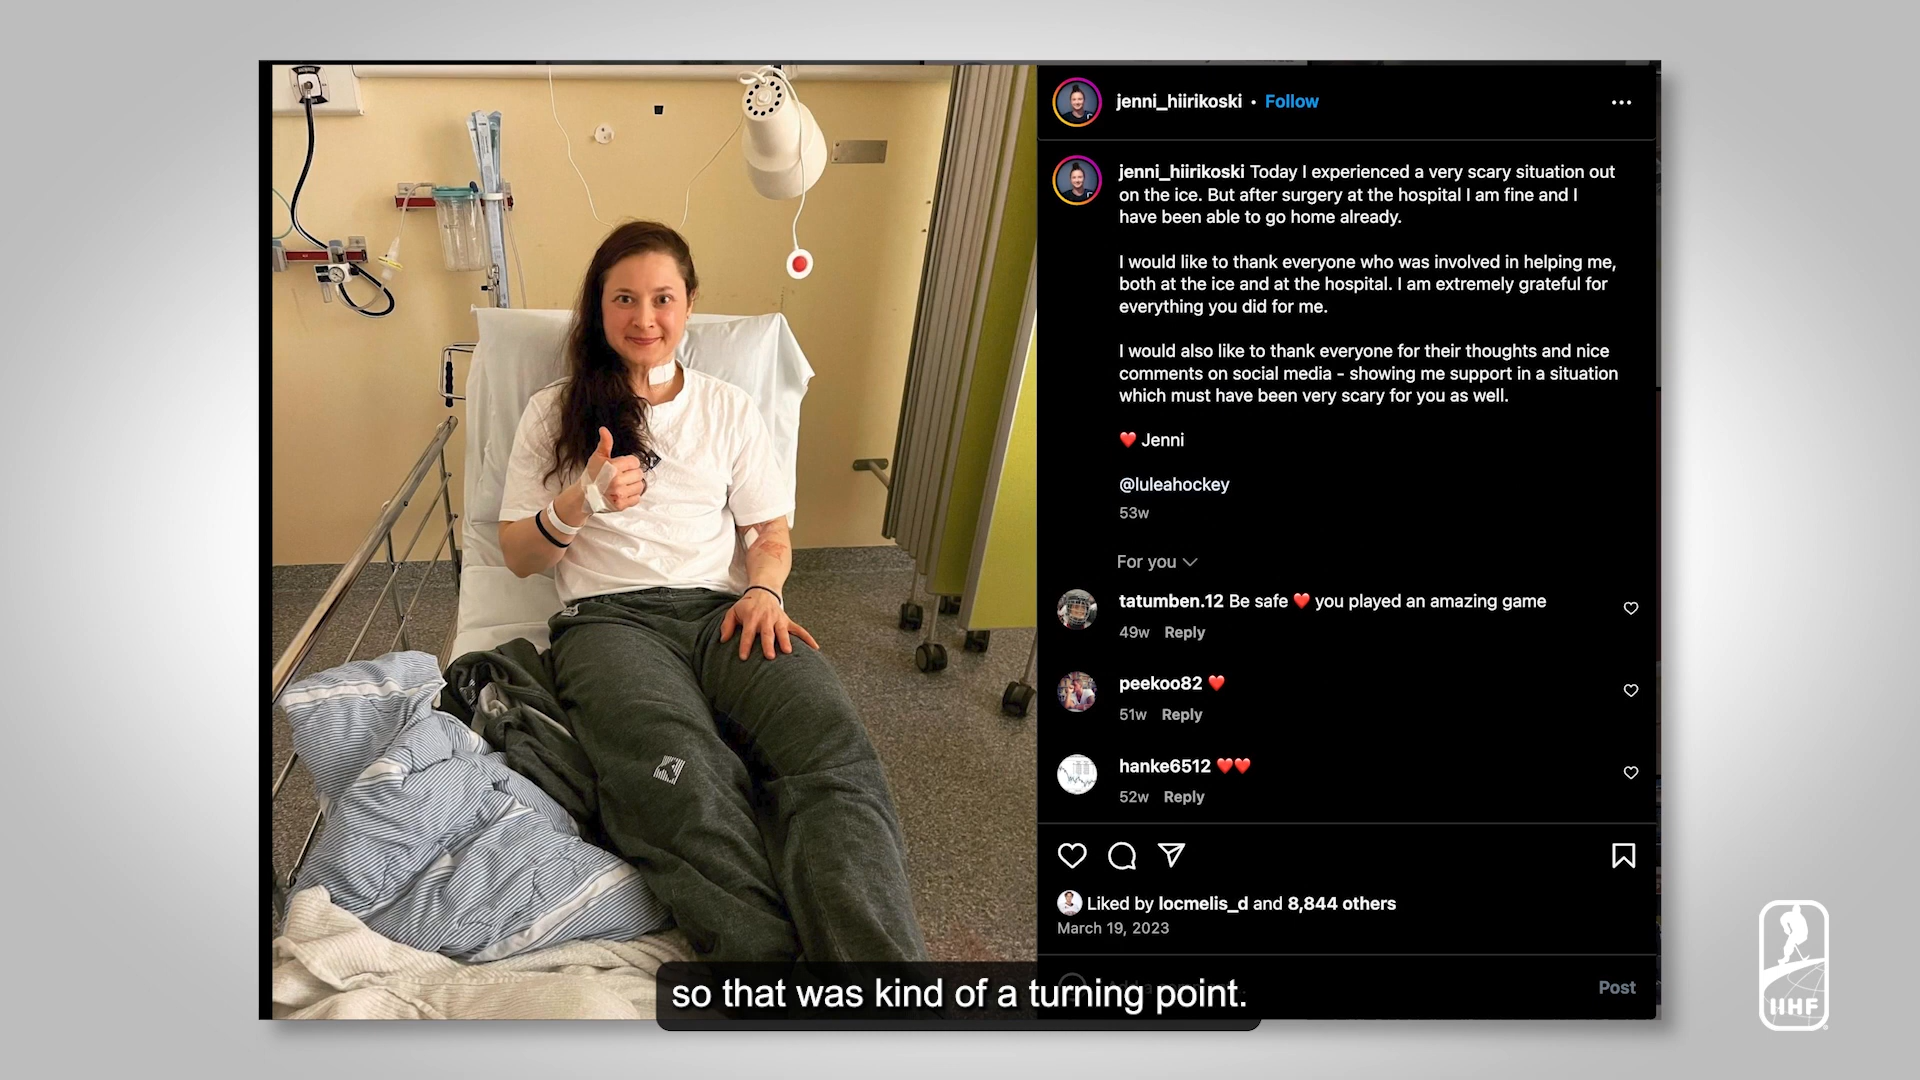 jenni_hiirikoski • Follow
jenni_hiirikoski Today I experienced a very scary situation out
on the ice. But after surgery at the hospital I am fine and I
have been able to go home already.
I would like to thank everyone who was involved in helping me,
both at the ice and at the hospital. I am extremely grateful for
everything you did for me.
I would also like to thank everyone for their thoughts and nice
comments on social media - showing me support in a situation
which must have been very scary for you as well.
❤️ Jenni
@luleahockey
53w
For you
tatumben.12 Be safe ❤️ you played an amazing game
49w Reply
peekoo82 ❤️
51w Reply
hanke6512 ❤️❤️
52w Reply
Liked by locmelis_d and 8,844 others
March 19, 2023
Post
so that was kind of a turning point.
IIHF